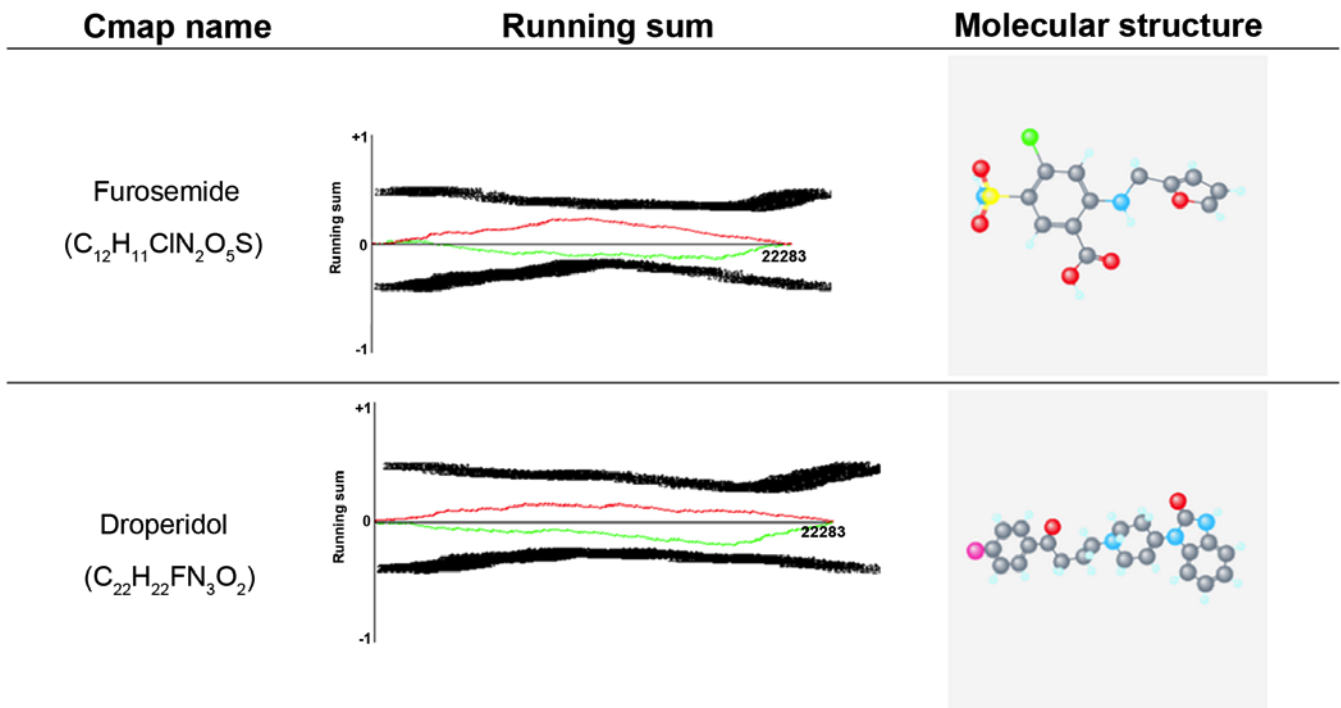 Cmap name Running sum Molecular structure
Furosemide
(C₁₂H₁₁ClN₂O₅S)
+1
Running sum
0
22283
-1
Droperidol
(C₂₂H₂₂FN₃O₂)
+1
Running sum
0
22283
-1